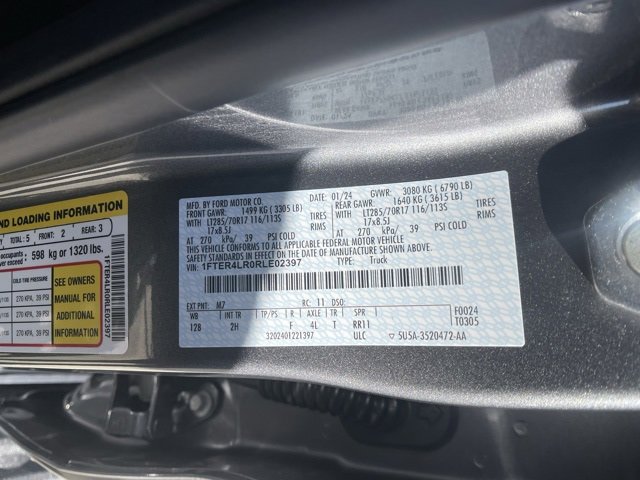 ND LOADING INFORMATION
TOTAL: 5 FRONT: 2 REAR: 3
occupants
exceed 598 kg or 1320 lbs.
COLD TIRE PRESSURE
270 KPA, 39 PSI
270 KPA, 39 PSI
270 KPA, 39 PSI
SEE OWNERS
MANUAL FOR
ADDITIONAL
INFORMATION
1FTER4LR0RLE02397
MFD. BY FORD MOTOR CO.
DATE: 01/24 GVWR: 3080 KG ( 6790 LB)
FRONT GAWR: 1499 KG ( 3305 LB) REAR GAWR: 1640 KG ( 3615 LB)
LT285/70R17 116/113S TIRES LT285/70R17 116/113S TIRES
17x8.5J RIMS 17x8.5J RIMS
AT 270 kPa/ 39 PSI COLD AT 270 kPa/ 39 PSI COLD
THIS VEHICLE CONFORMS TO ALL APPLICABLE FEDERAL MOTOR VEHICLE
SAFETY STANDARDS IN EFFECT ON THE DATE OF MANUFACTURE SHOWN ABOVE.
VIN: 1FTER4LR0RLE02397 TYPE: Truck
EXT PNT: M7 RC: 11 DSO:
WB INT TR TP/PS R AXLE TR SPR F0024
128 2H F 4L T RR11 T0305
3202401221397 ULC 5U5A-3520472-AA